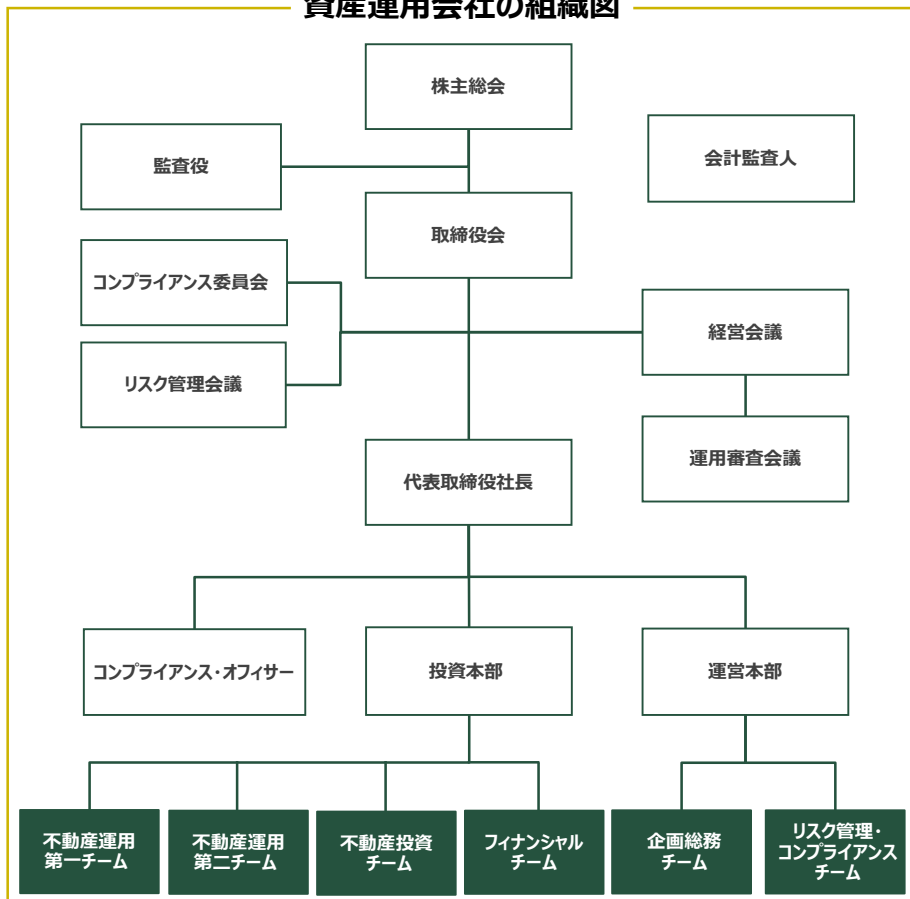 資産運用会社の組織図
株主総会
監査役
会計監査人
取締役会
コンプライアンス委員会
経営会議
リスク管理会議
運用審査会議
代表取締役社長
コンプライアンス・オフィサー
投資本部
運営本部
不動産運用
第一チーム
不動産運用
第二チーム
不動産投資
チーム
フィナンシャル
チーム
企画総務
チーム
リスク管理・
コンプライアンス
チーム